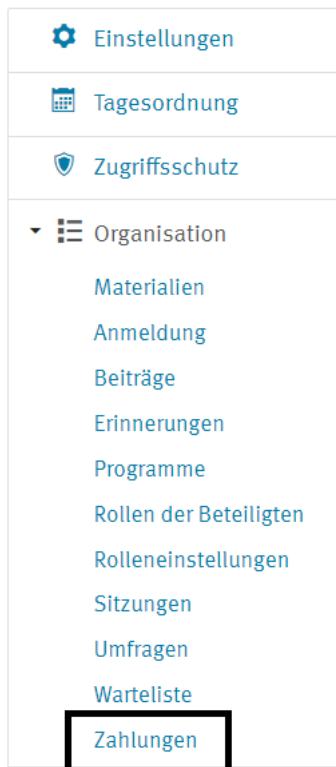 Einstellungen
Tagesordnung
Zugriffsschutz
Organisation
Materialien
Anmeldung
Beiträge
Erinnerungen
Programme
Rollen der Beteiligten
Rolleneinstellungen
Sitzungen
Umfragen
Warteliste
Zahlungen